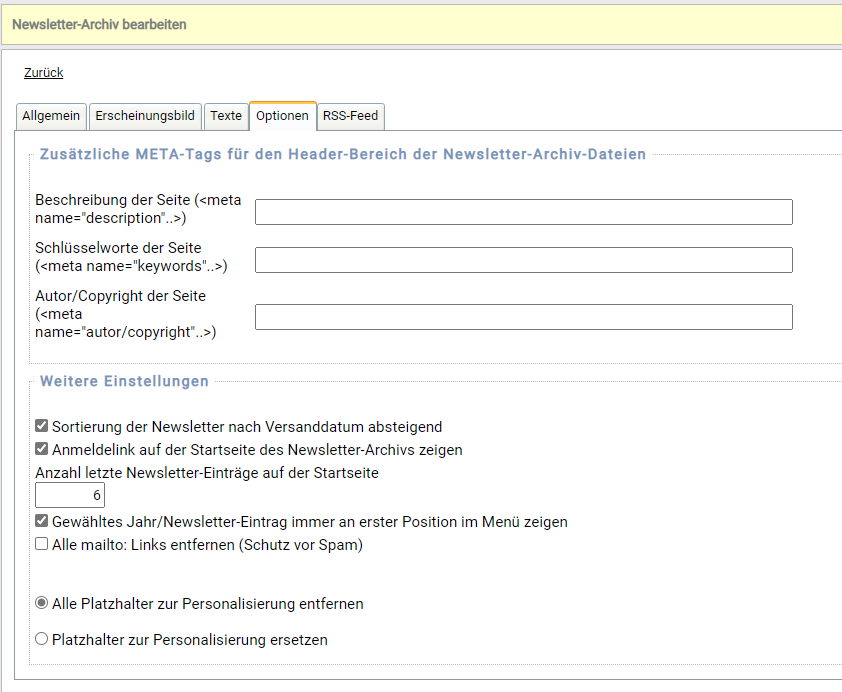 Newsletter-Archiv bearbeiten
Zurück
Allgemein Erscheinungsbild Texte Optionen RSS-Feed
Zusätzliche META-Tags für den Header-Bereich der Newsletter-Archiv-Dateien
Beschreibung der Seite (<meta
name="description"..>)
Schlüsselworte der Seite
(<meta name="keywords"..>)
Autor/Copyright der Seite
(<meta
name="autor/copyright"..>)
Weitere Einstellungen
Sortierung der Newsletter nach Versanddatum absteigend
Anmeldelink auf der Startseite des Newsletter-Archivs zeigen
Anzahl letzte Newsletter-Einträge auf der Startseite
6
Gewähltes Jahr/Newsletter-Eintrag immer an erster Position im Menü zeigen
Alle mailto: Links entfernen (Schutz vor Spam)
Alle Platzhalter zur Personalisierung entfernen
Platzhalter zur Personalisierung ersetzen